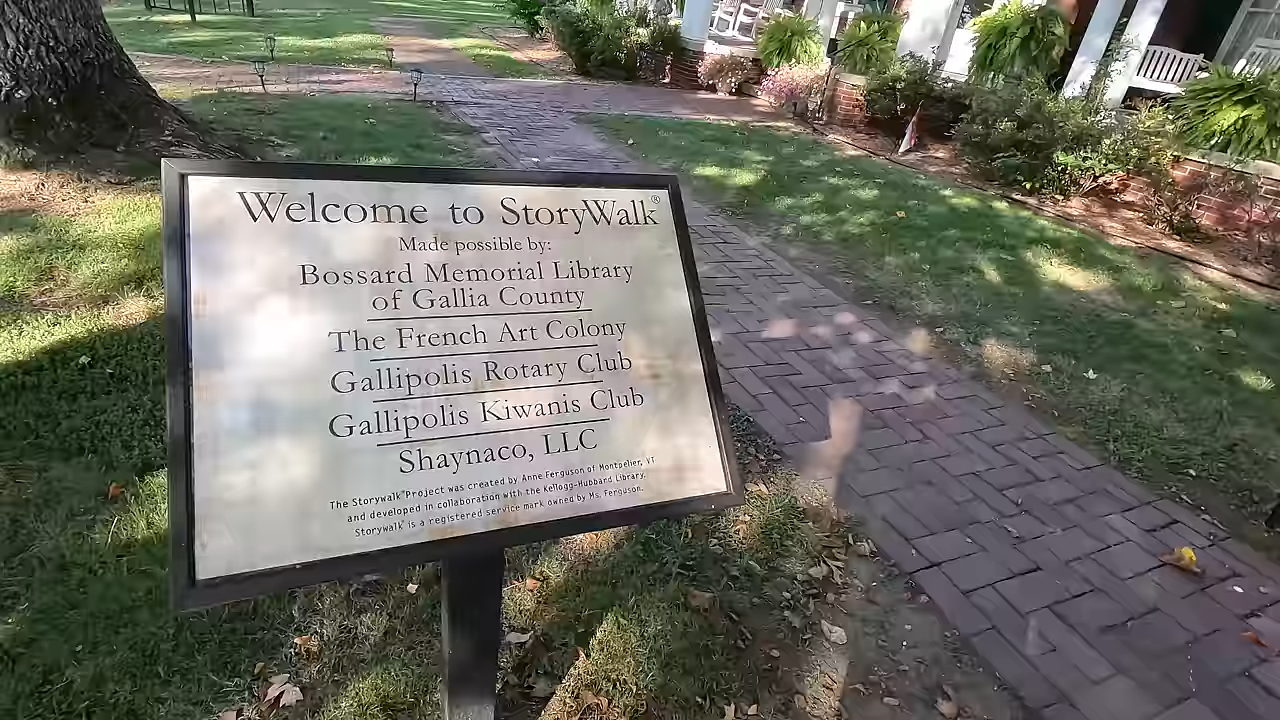 Welcome to StoryWalk®
Made possible by:
Bossard Memorial Library
of Gallia County
The French Art Colony
Gallipolis Rotary Club
Gallipolis Kiwanis Club
Shaynaco, LLC
The Storywalk® Project was created by Anne Ferguson of Montpelier, VT
and developed in collaboration with the Kellogg-Hubbard Library.
Storywalk® is a registered service mark owned by Ms. Ferguson.